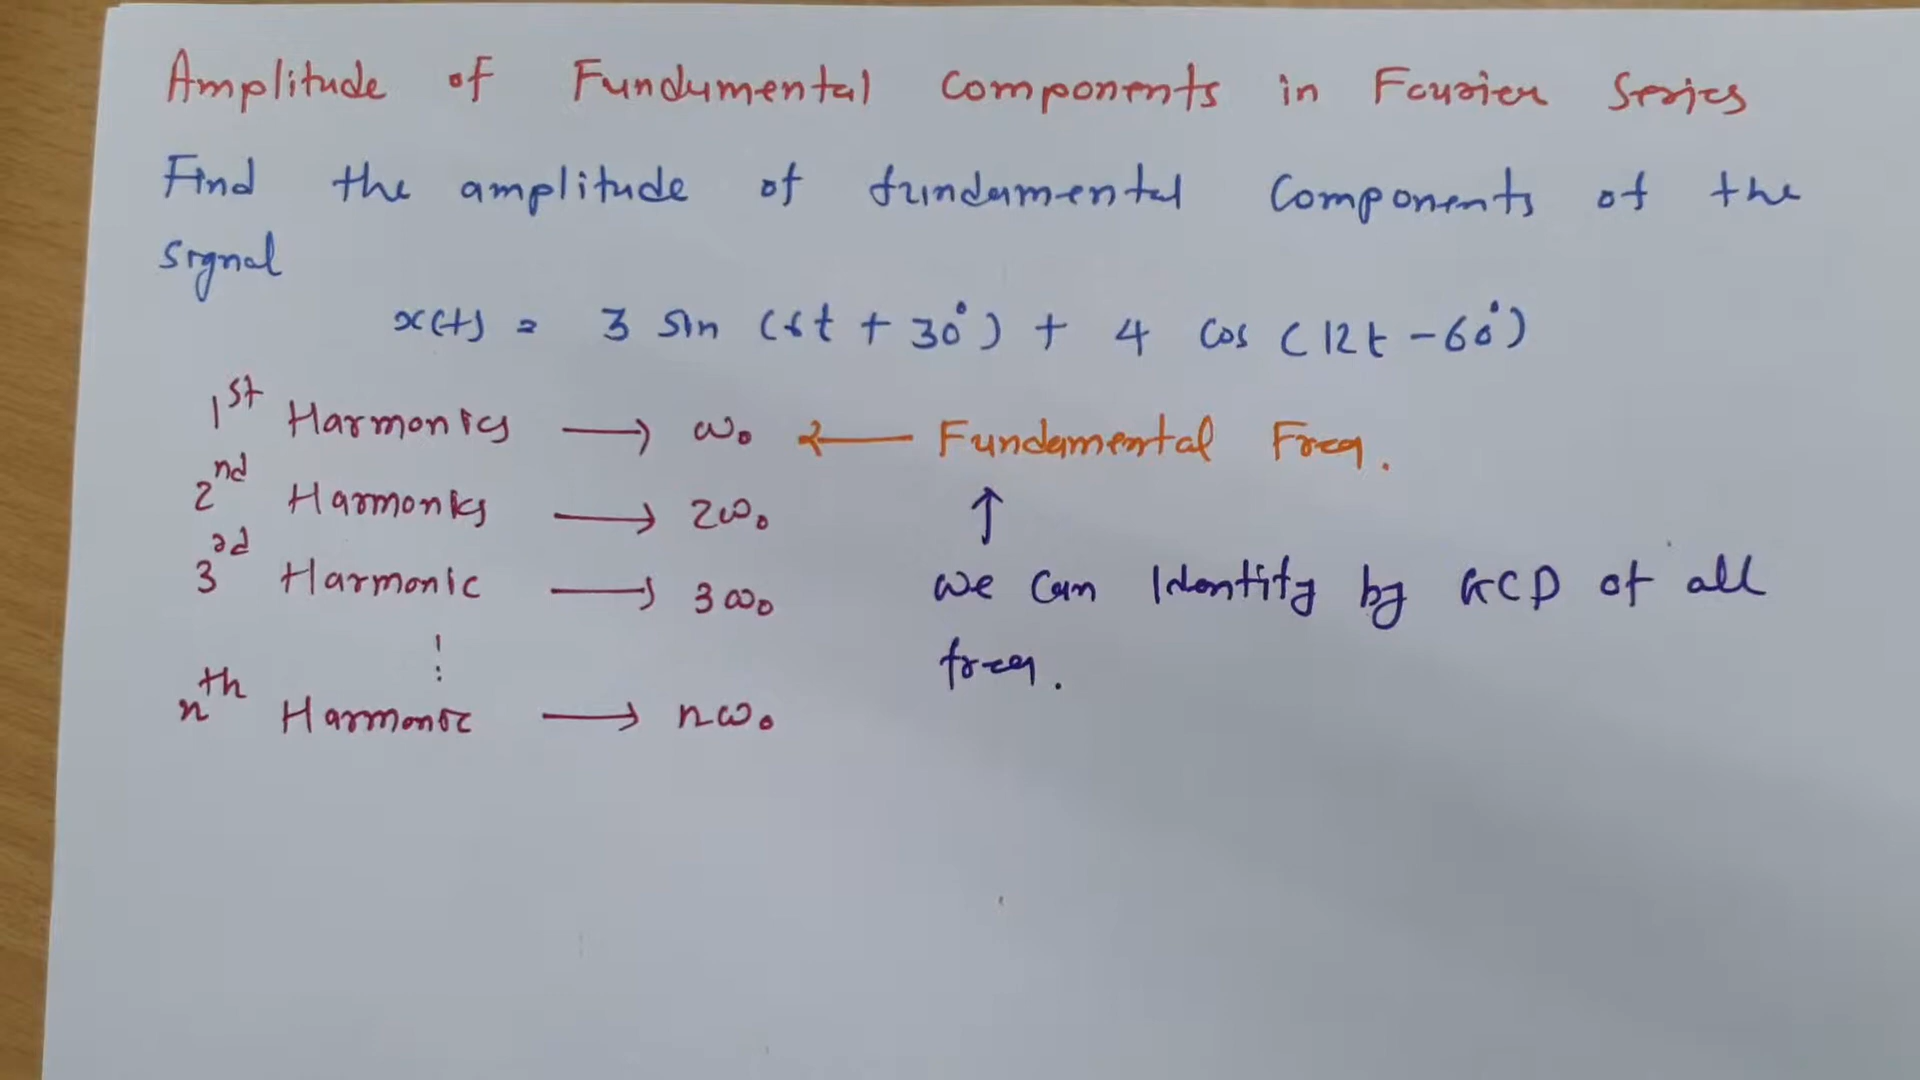 Amplitude of Fundumental components in Fourier Series
Find the amplitude of fundamental Components of the
Signal
x(t) = 3 Sin (6t + 30°) + 4 Cos (12t - 60°)
1st Harmonics → ω₀ ← Fundamental Freq.
2nd Harmonics → 2ω₀ ↑
3rd Harmonic → 3ω₀ we can Identify by GCD of all
⋮ freq.
nth Harmonic → nω₀